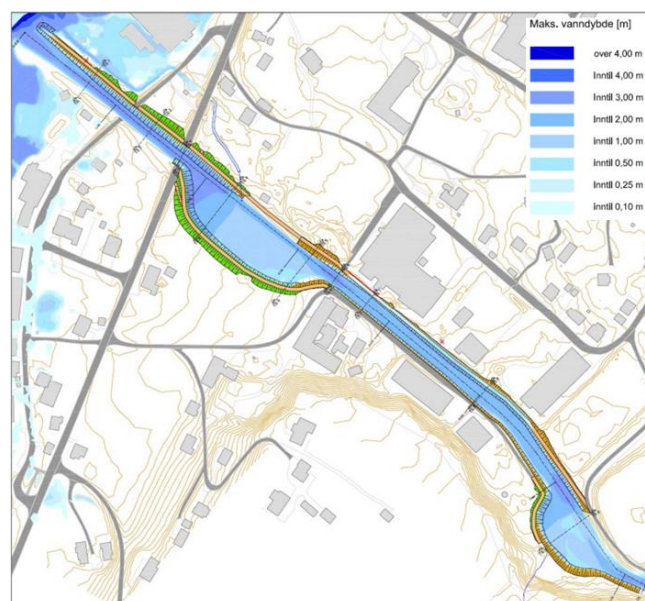 Maks. vanndybde [m]
over 4,00 m
Inntil 4,00 m
Inntil 3,00 m
Inntil 2,00 m
Inntil 1,00 m
inntil 0,50 m
inntil 0,25 m
inntil 0,10 m